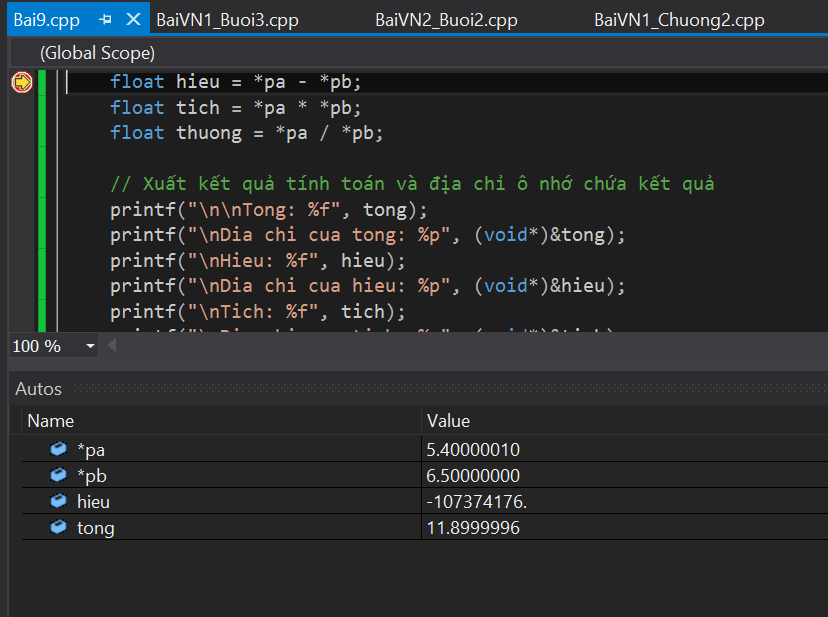 Bai9.cpp BaiVN1_Buoi3.cpp BaiVN2_Buoi2.cpp BaiVN1_Chuong2.cpp
(Global Scope)
float hieu = *pa - *pb;
float tich = *pa * *pb;
float thuong = *pa / *pb;
// Xuất kết quả tính toán và địa chỉ ô nhớ chứa kết quả
printf("\n\nTong: %f", tong);
printf("\nDia chi cua tong: %p", (void*)&tong);
printf("\nHieu: %f", hieu);
printf("\nDia chi cua hieu: %p", (void*)&hieu);
printf("\nTich: %f", tich);
100 %
Autos
Name Value
*pa 5.40000010
*pb 6.50000000
hieu -107374176.
tong 11.8999996